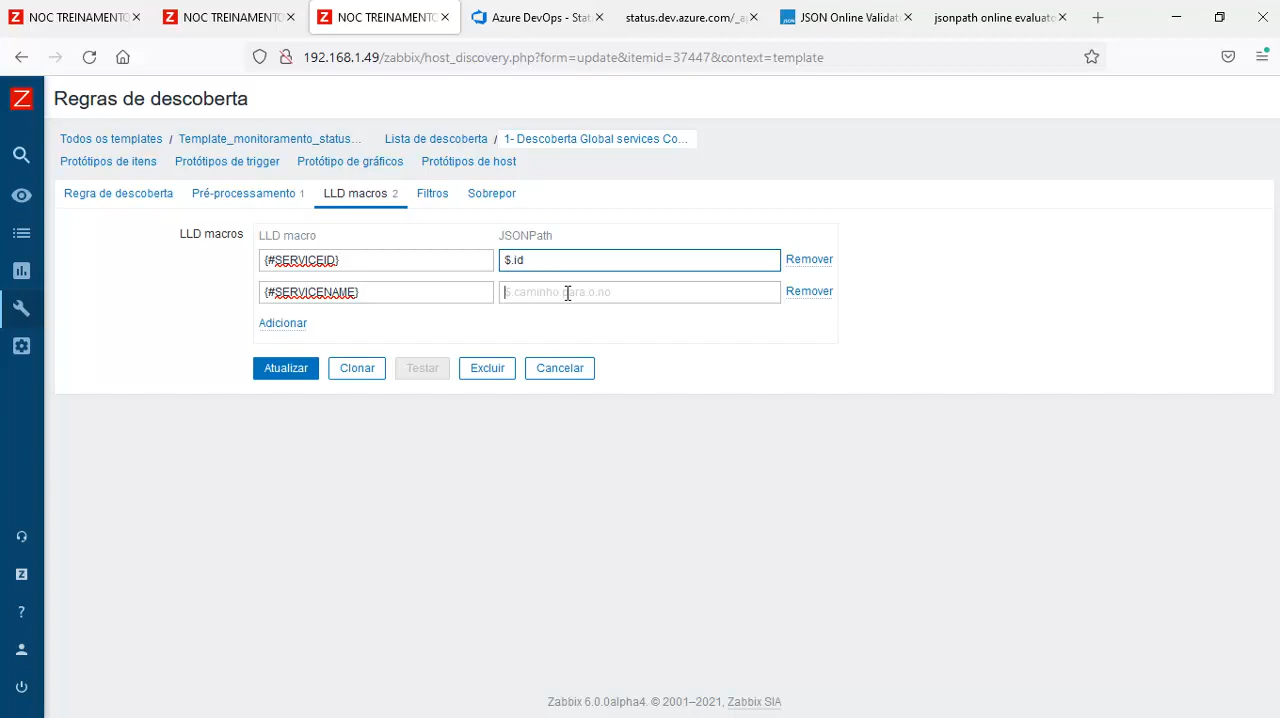 NOC TREINAMENTO
NOC TREINAMENTO
NOC TREINAMENTO
Azure DevOps - Stat
status.dev.azure.com/_a
JSON Online Validat
jsonpath online evaluato
192.168.1.49/zabbix/host_discovery.php?form=update&itemid=37447&context=template
Z
Regras de descoberta
Todos os templates / Template_monitoramento_status... Lista de descoberta / 1- Descoberta Global services Co...
Protótipos de itens Protótipos de trigger Protótipo de gráficos Protótipos de host
Regra de descoberta Pré-processamento 1 LLD macros 2 Filtros Sobrepor
LLD macros
LLD macro JSONPath
{#SERVICEID} $.id Remover
{#SERVICENAME} $.caminho.para.o.no Remover
Adicionar
Atualizar Clonar Testar Excluir Cancelar
Z
?
Zabbix 6.0.0alpha4. © 2001–2021, Zabbix SIA